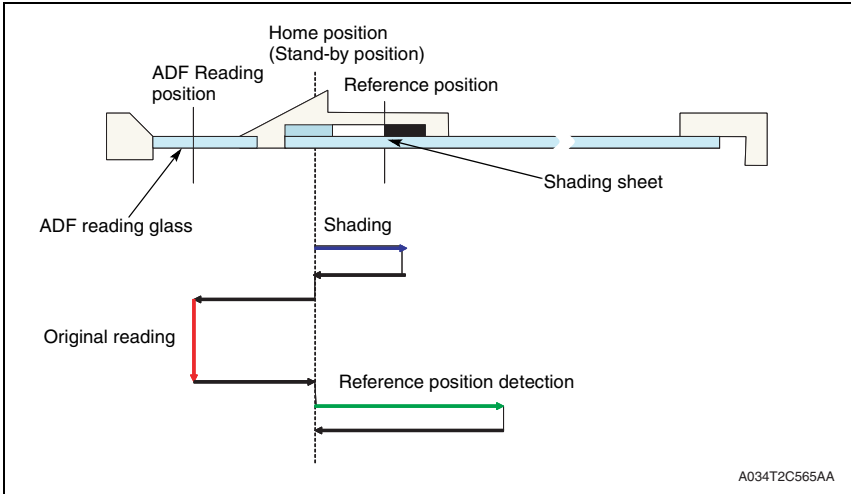 Home position
(Stand-by position)
ADF Reading
position
Reference position
Shading sheet
ADF reading glass
Shading
Original reading
Reference position detection
A034T2C565AA